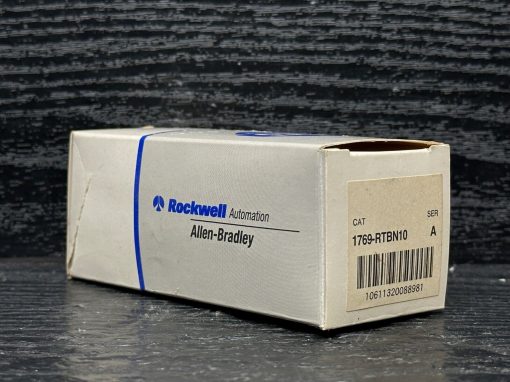 Rockwell Automation
Allen-Bradley
CAT SER
1769-RTBN10 A
10611320088981